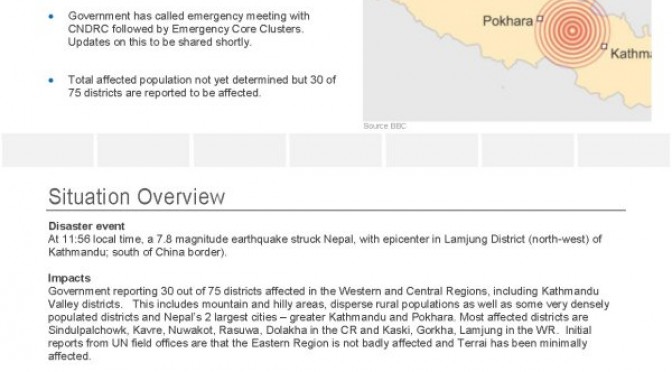 Government has called emergency meeting with
CNDRC followed by Emergency Core Clusters.
Updates on this to be shared shortly.
Total affected population not yet determined but 30 of
75 districts are reported to be affected.
Pokhara
Kathma
Source BBC
Situation Overview
Disaster event
At 11:56 local time, a 7.8 magnitude earthquake struck Nepal, with epicenter in Lamjung District (north-west) of
Kathmandu; south of China border).
Impacts
Government reporting 30 out of 75 districts affected in the Western and Central Regions, including Kathmandu
Valley districts. This includes mountain and hilly areas, disperse rural populations as well as some very densely
populated districts and Nepal's 2 largest cities – greater Kathmandu and Pokhara. Most affected districts are
Sindulpalchowk, Kavre, Nuwakot, Rasuwa, Dolakha in the CR and Kaski, Gorkha, Lamjung in the WR. Initial
reports from UN field offices are that the Eastern Region is not badly affected and Terrai has been minimally
affected.